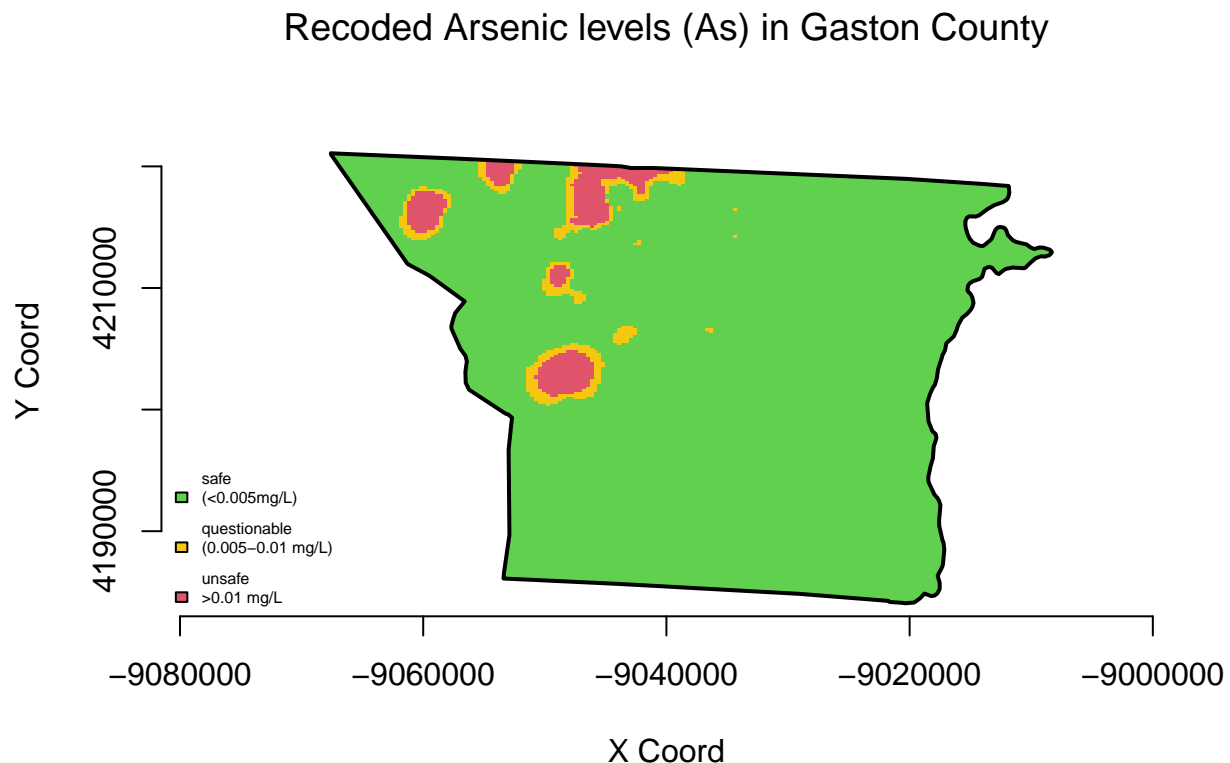 Recoded Arsenic levels (As) in Gaston County
Y Coord
4210000
4190000
safe
(<0.005mg/L)
questionable
(0.005−0.01 mg/L)
unsafe
>0.01 mg/L
−9080000 −9060000 −9040000 −9020000 −9000000
X Coord